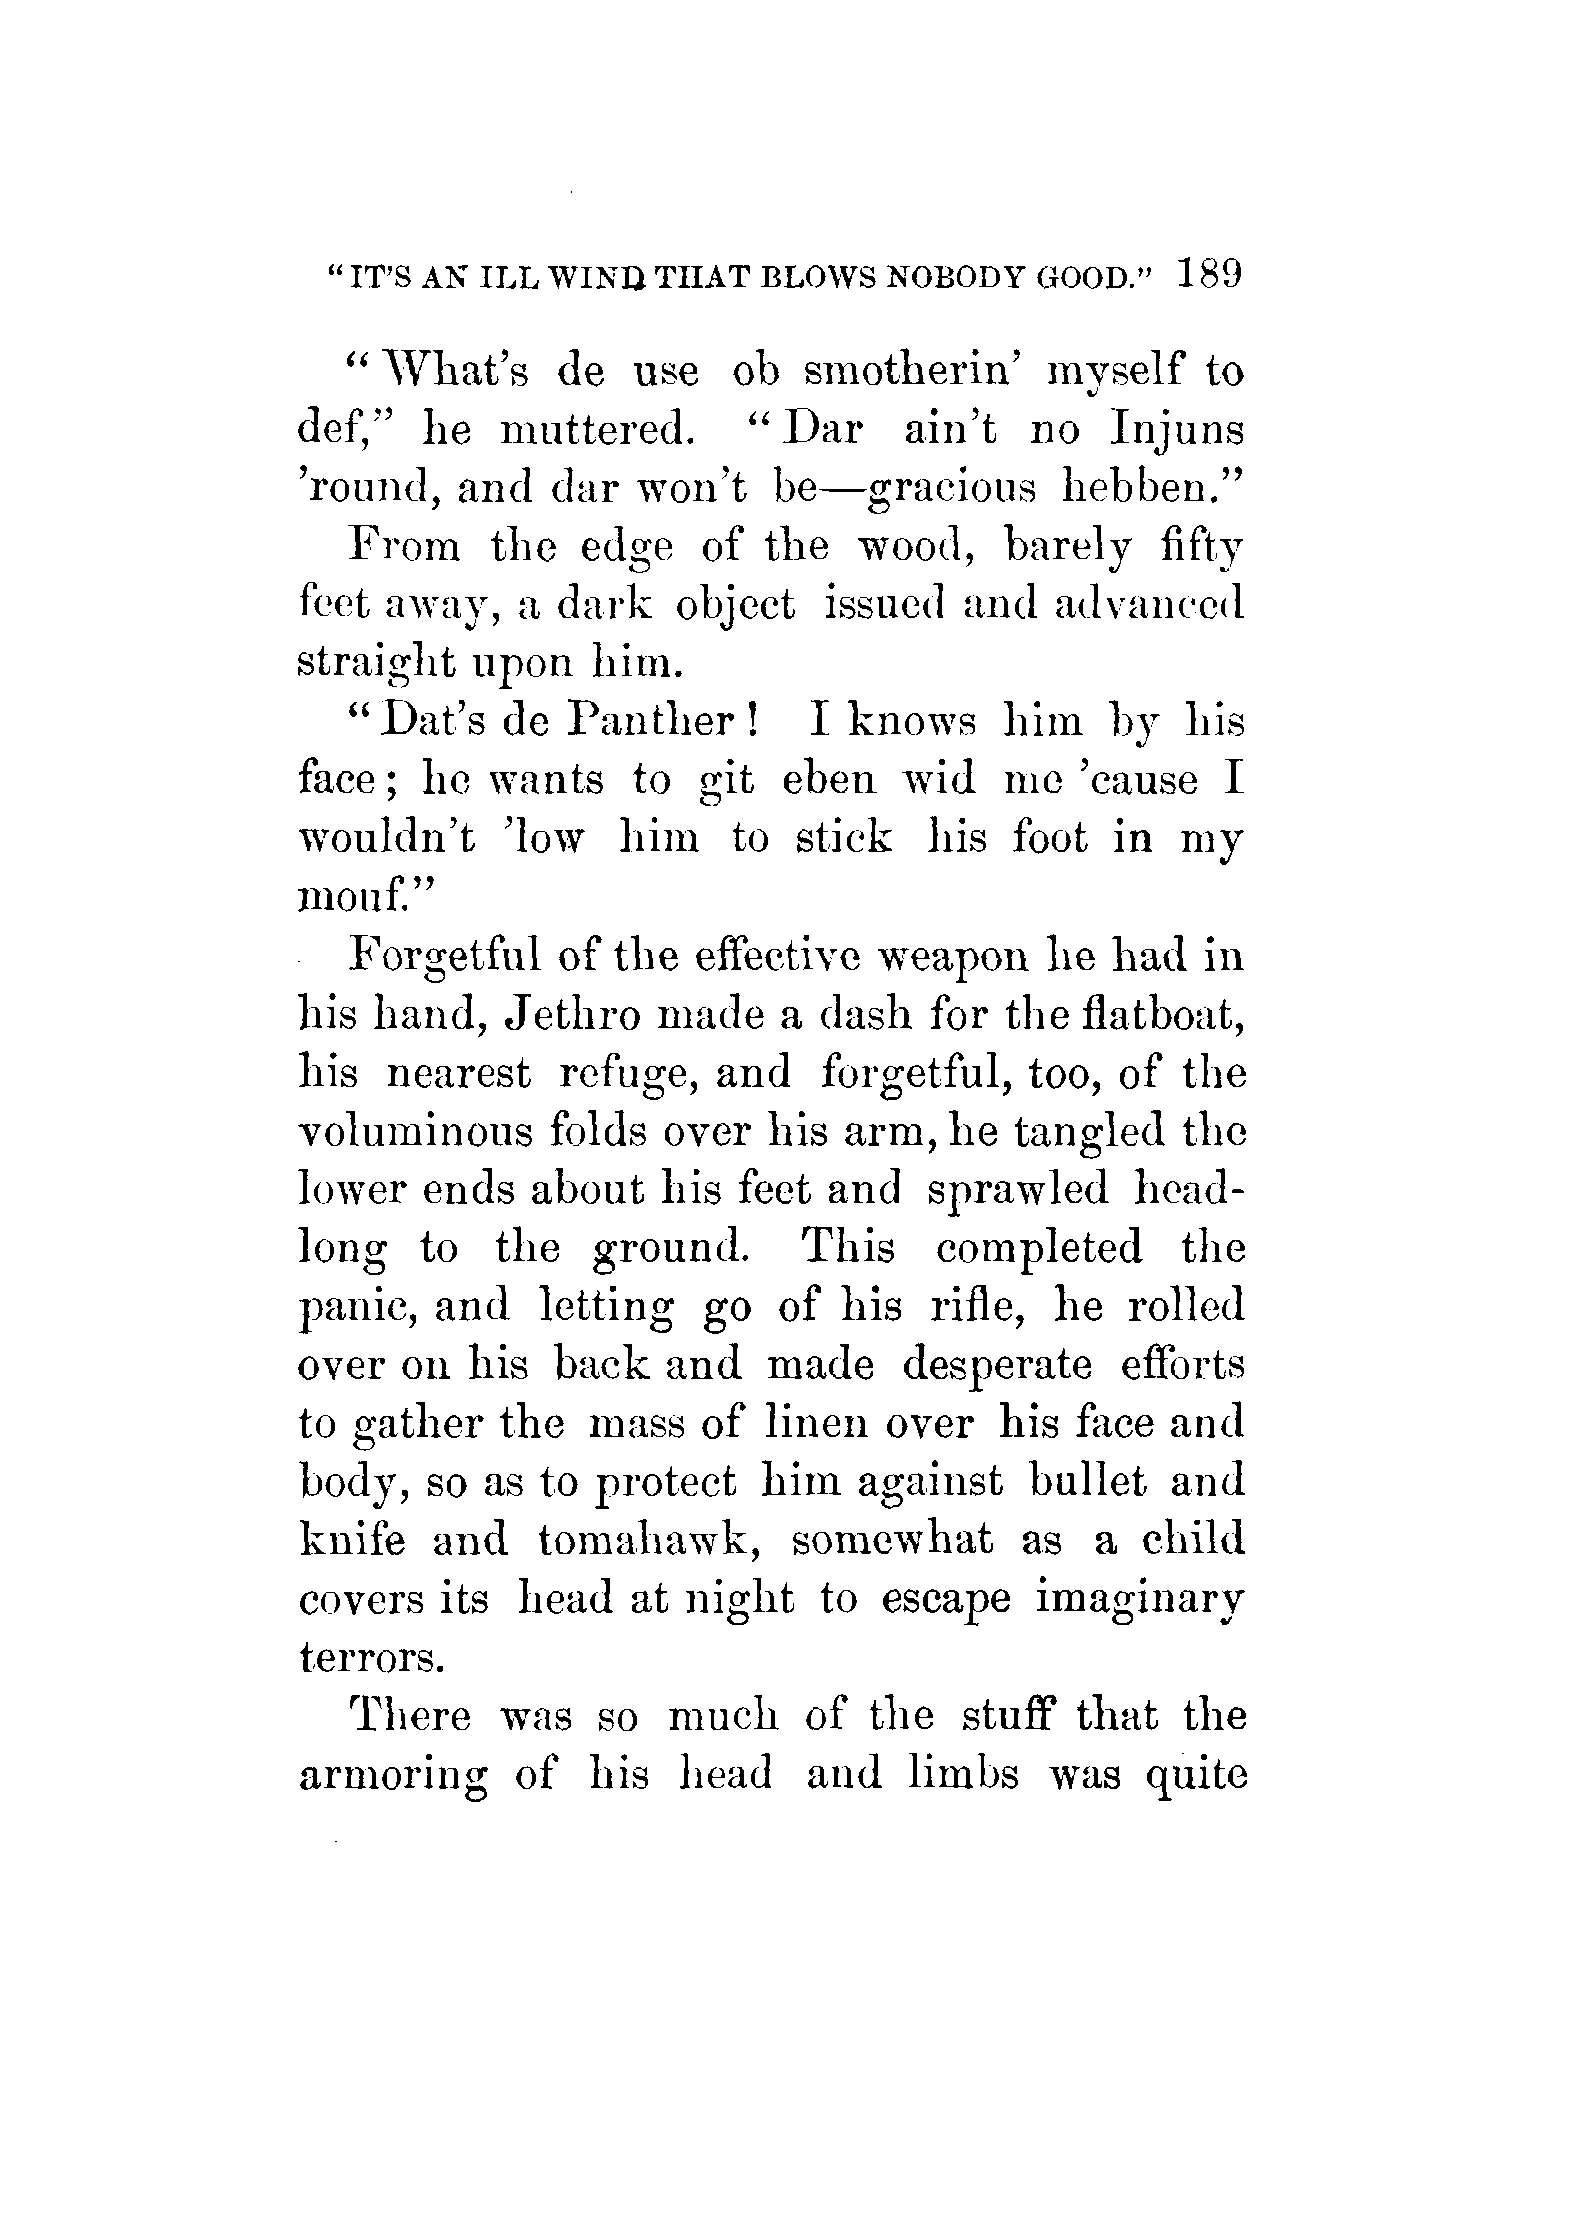 "IT'S AN ILL WIND THAT BLOWS NOBODY GOOD." 189
"What's de use ob smotherin' myself to
def," he muttered. "Dar ain't no Injuns
'round, and dar won't be—gracious hebben."
From the edge of the wood, barely fifty
feet away, a dark object issued and advanced
straight upon him.
"Dat's de Panther! I knows him by his
face; he wants to git eben wid me 'cause I
wouldn't 'low him to stick his foot in my
mouf."
Forgetful of the effective weapon he had in
his hand, Jethro made a dash for the flatboat,
his nearest refuge, and forgetful, too, of the
voluminous folds over his arm, he tangled the
lower ends about his feet and sprawled head-
long to the ground. This completed the
panic, and letting go of his rifle, he rolled
over on his back and made desperate efforts
to gather the mass of linen over his face and
body, so as to protect him against bullet and
knife and tomahawk, somewhat as a child
covers its head at night to escape imaginary
terrors.
There was so much of the stuff that the
armoring of his head and limbs was quite